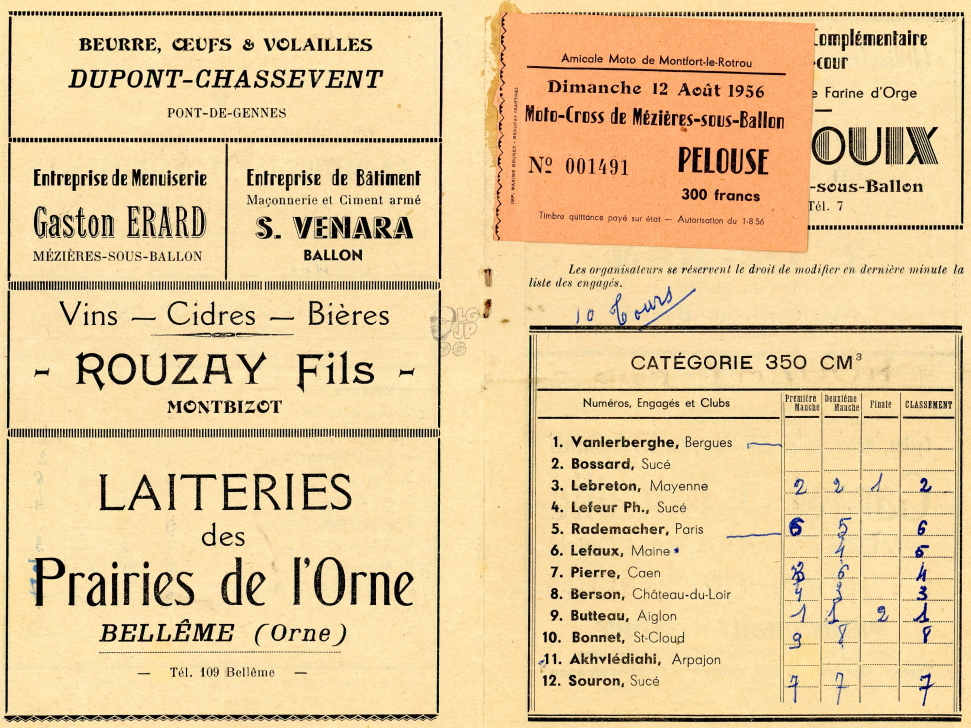 BEURRE, ŒUFS & VOLAILLES
DUPONT-CHASSEVENT
PONT-DE-GENNES
Entreprise de Menuiserie
Gaston ERARD
MÉZIÈRES-SOUS-BALLON
Entreprise de Bâtiment
Maçonnerie et Ciment armé
S. VENARA
BALLON
Vins — Cidres — Bières
- ROUZAY Fils -
MONTBIZOT
LAITERIES
des
Prairies de l'Orne
BELLÊME (Orne)
— Tél. 109 Bellême —
Amicale Moto de Montfort-le-Rotrou
Dimanche 12 Août 1956
Moto-Cross de Mézières-sous-Ballon
N° 001491 PELOUSE
300 francs
Timbre quittance payé sur état — Autorisation du 1-8 56
Complémentaire
-cour
e Farine d'Orge
OUIX
-sous-Ballon
Tél. 7
Les organisateurs se réservent le droit de modifier en dernière minute la
liste des engagés.
10 Tours
CATÉGORIE 350 CM³
Numéros, Engagés et Clubs Première Manche Deuxième Manche Finale CLASSEMENT
1. Vanlerberghe, Bergues
2. Bossard, Sucé
3. Lebreton, Mayenne 2 2 1 2
4. Lefeur Ph., Sucé
5. Rademacher, Paris 6 5 6
6. Lefaux, Maine 4 5
7. Pierre, Caen 3 6 4
8. Berson, Château-du-Loir 4 3 3
9. Butteau, Aiglon 1 1 2 1
10. Bonnet, St-Cloud 9 8 8
11. Akhvlédiahi, Arpajon
12. Souron, Sucé 7 7 7